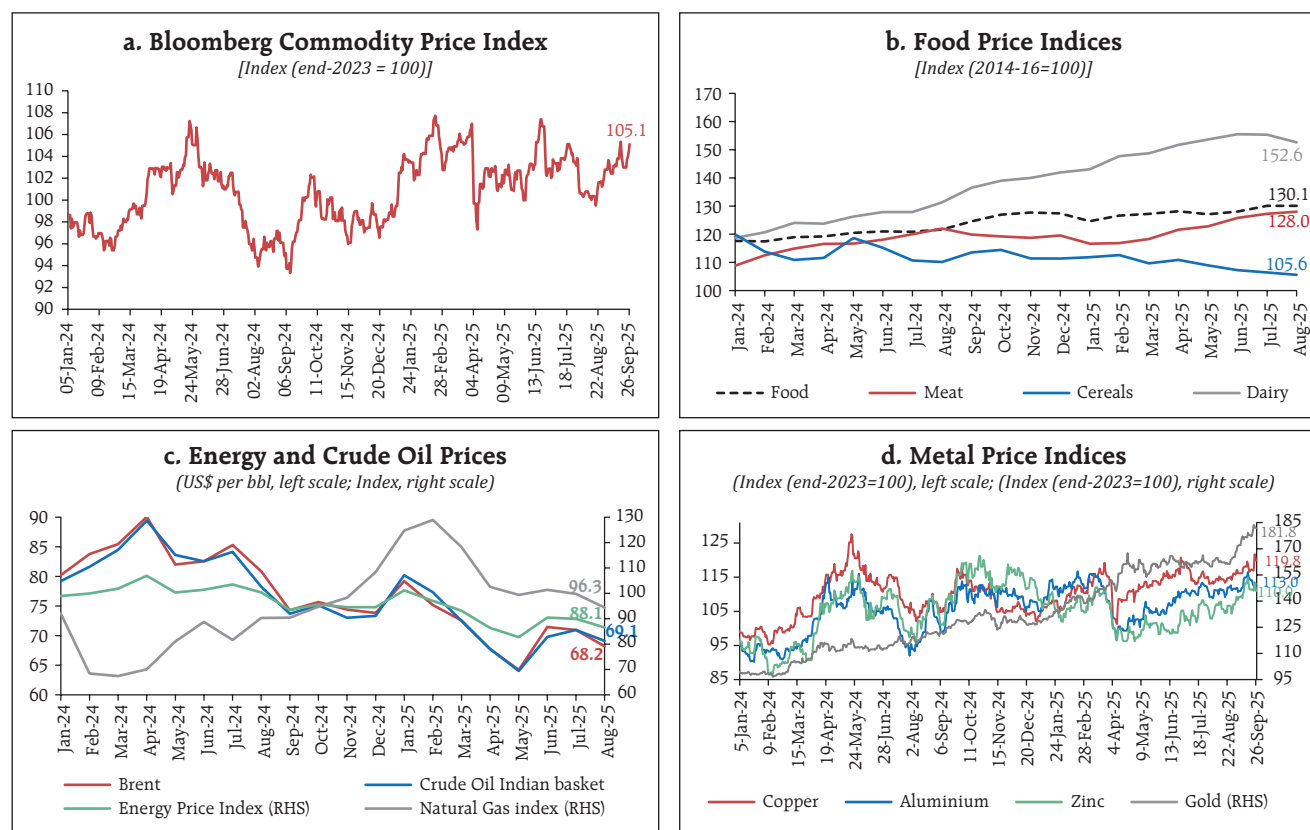 a. Bloomberg Commodity Price Index
[Index (end-2023 = 100)]
110
108
106
104
102
100
98
96
94
92
90
105.1
05-Jan-24
09-Feb-24
15-Mar-24
19-Apr-24
24-May-24
28-Jun-24
02-Aug-24
06-Sep-24
11-Oct-24
15-Nov-24
20-Dec-24
24-Jan-25
28-Feb-25
04-Apr-25
09-May-25
13-Jun-25
18-Jul-25
22-Aug-25
26-Sep-25
b. Food Price Indices
[Index (2014-16=100)]
170
160
150
140
130
120
110
100
152.6
130.1
128.0
105.6
Jan-24
Feb-24
Mar-24
Apr-24
May-24
Jun-24
Jul-24
Aug-24
Sep-24
Oct-24
Nov-24
Dec-24
Jan-25
Feb-25
Mar-25
Apr-25
May-25
Jun-25
Jul-25
Aug-25
Food Meat Cereals Dairy
c. Energy and Crude Oil Prices
(US$ per bbl, left scale; Index, right scale)
90
85
80
75
70
65
60
130
120
110
100
90
80
70
60
96.3
88.1
69.1
68.2
Jan-24
Feb-24
Mar-24
Apr-24
May-24
Jun-24
Jul-24
Aug-24
Sep-24
Oct-24
Nov-24
Dec-24
Jan-25
Feb-25
Mar-25
Apr-25
May-25
Jun-25
Jul-25
Aug-25
Brent Crude Oil Indian basket
Energy Price Index (RHS) Natural Gas index (RHS)
d. Metal Price Indices
(Index (end-2023=100), left scale; (Index (end-2023=100), right scale)
125
115
105
95
85
185
170
155
140
125
110
95
181.8
119.8
5-Jan-24
9-Feb-24
15-Mar-24
19-Apr-24
24-May-24
28-Jun-24
2-Aug-24
6-Sep-24
11-Oct-24
15-Nov-24
20-Dec-24
24-Jan-25
28-Feb-25
4-Apr-25
9-May-25
13-Jun-25
18-Jul-25
22-Aug-25
26-Sep-25
Copper Aluminium Zinc Gold (RHS)